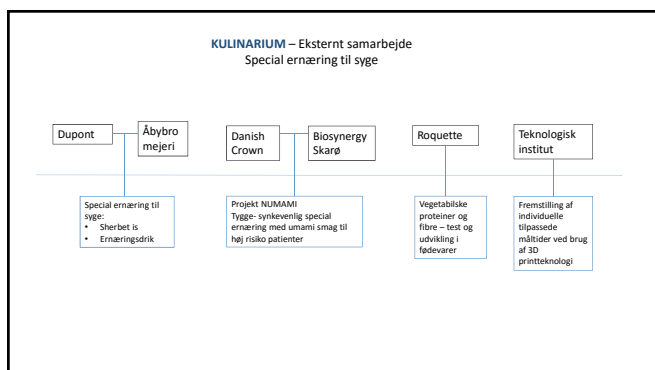 KULINARIUM – Eksternt samarbejde
Special ernæring til syge
Dupont
Åbybro
mejeri
Danish
Crown
Biosynergy
Skarø
Roquette
Teknologisk
institut
Special ernæring til
syge:
• Sherbet is
• Ernæringsdrik
Projekt NUMAMI
Tygge- synkevenlig special
ernæring med umami smag til
høj risiko patienter
Vegetabilske
proteiner og
fibre – test og
udvikling i
fødevarer
Fremstilling af
individuelle
tilpassede
måltider ved brug
af 3D
printteknologi